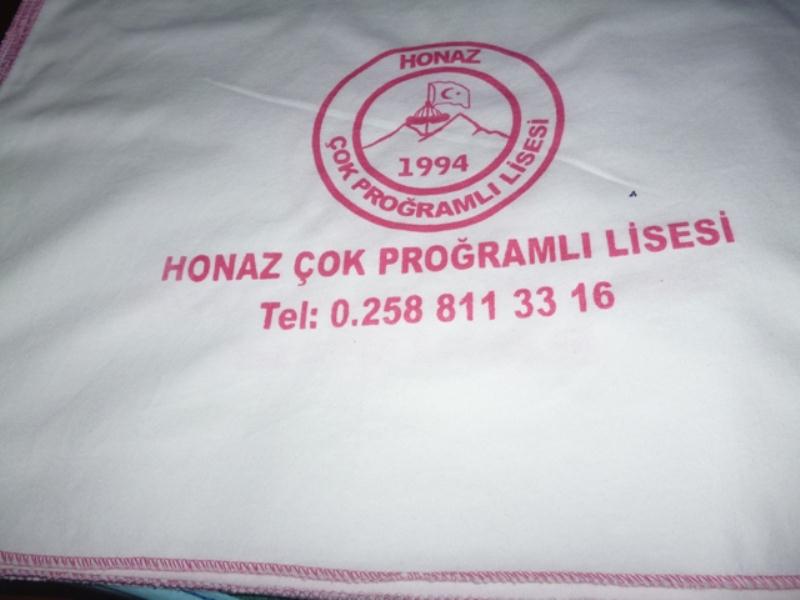 HONAZ
1994
ÇOK PROĞRAMLI LİSESİ
HONAZ ÇOK PROĞRAMLI LİSESİ
Tel: 0.258 811 33 16